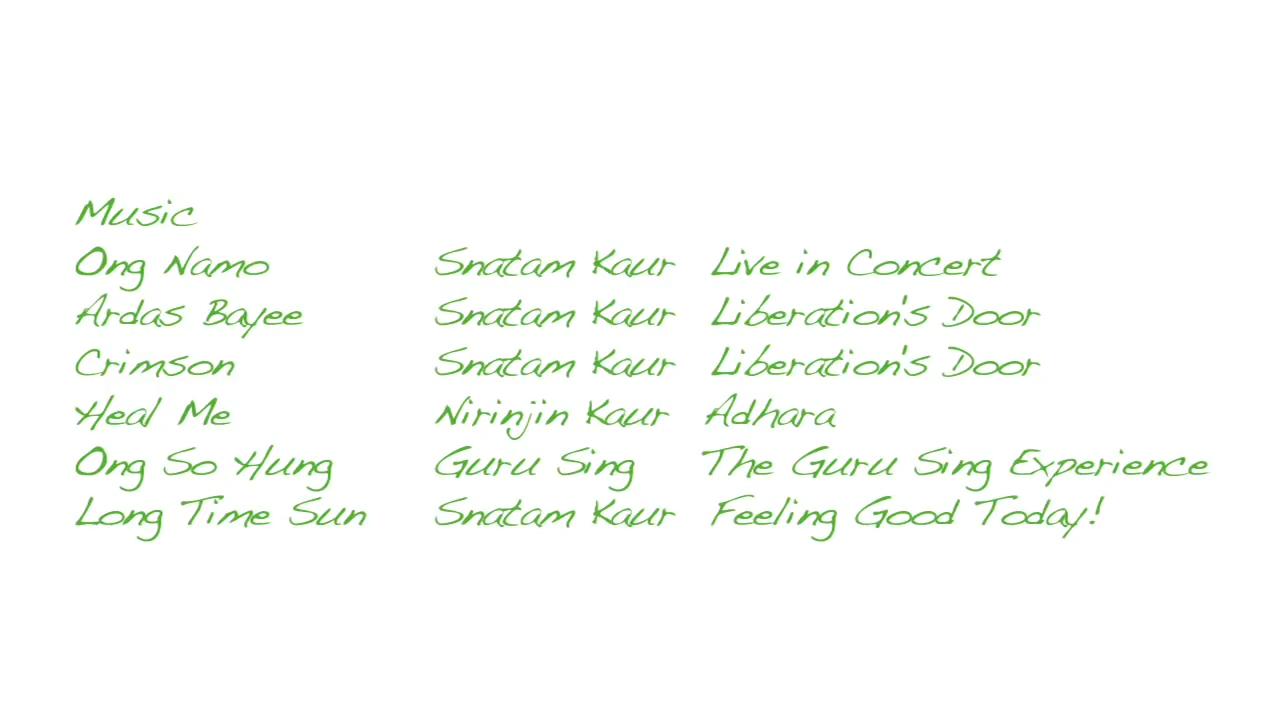 Music
Ong Namo Snatam Kaur Live in Concert
Ardas Bayee Snatam Kaur Liberation's Door
Crimson Snatam Kaur Liberation's Door
Heal Me Nirinjin Kaur Adhara
Ong So Hung Guru Sing The Guru Sing Experience
Long Time Sun Snatam Kaur Feeling Good Today!